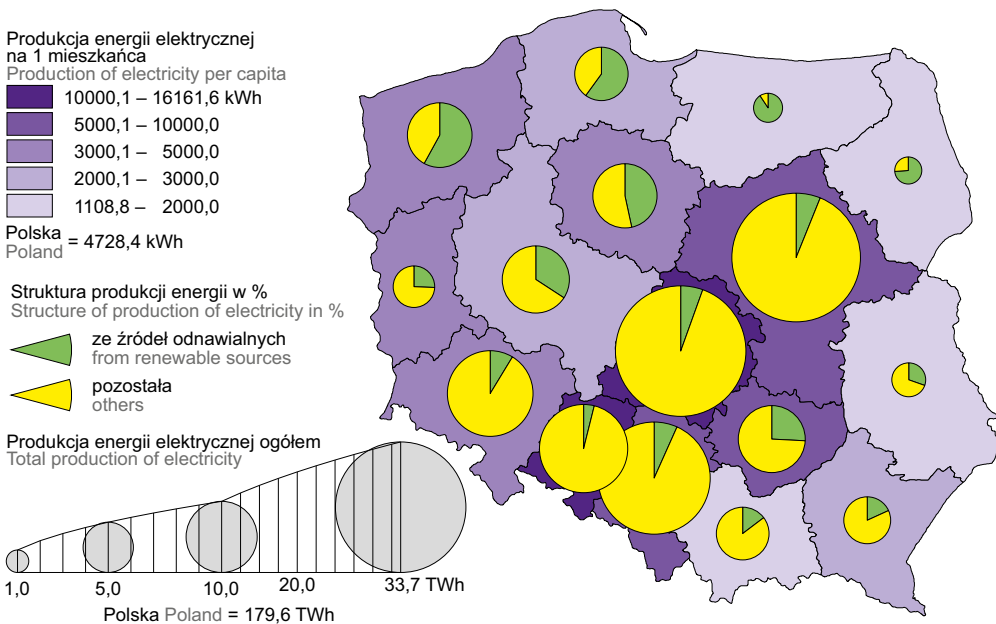 Produkcja energii elektrycznej
na 1 mieszkańca
Production of electricity per capita
10000,1 – 16161,6 kWh
5000,1 – 10000,0
3000,1 – 5000,0
2000,1 – 3000,0
1108,8 – 2000,0
Polska
Poland = 4728,4 kWh
Struktura produkcji energii w %
Structure of production of electricity in %
ze źródeł odnawialnych
from renewable sources
pozostała
others
Produkcja energii elektrycznej ogółem
Total production of electricity
1,0 5,0 10,0 20,0 33,7 TWh
Polska Poland = 179,6 TWh